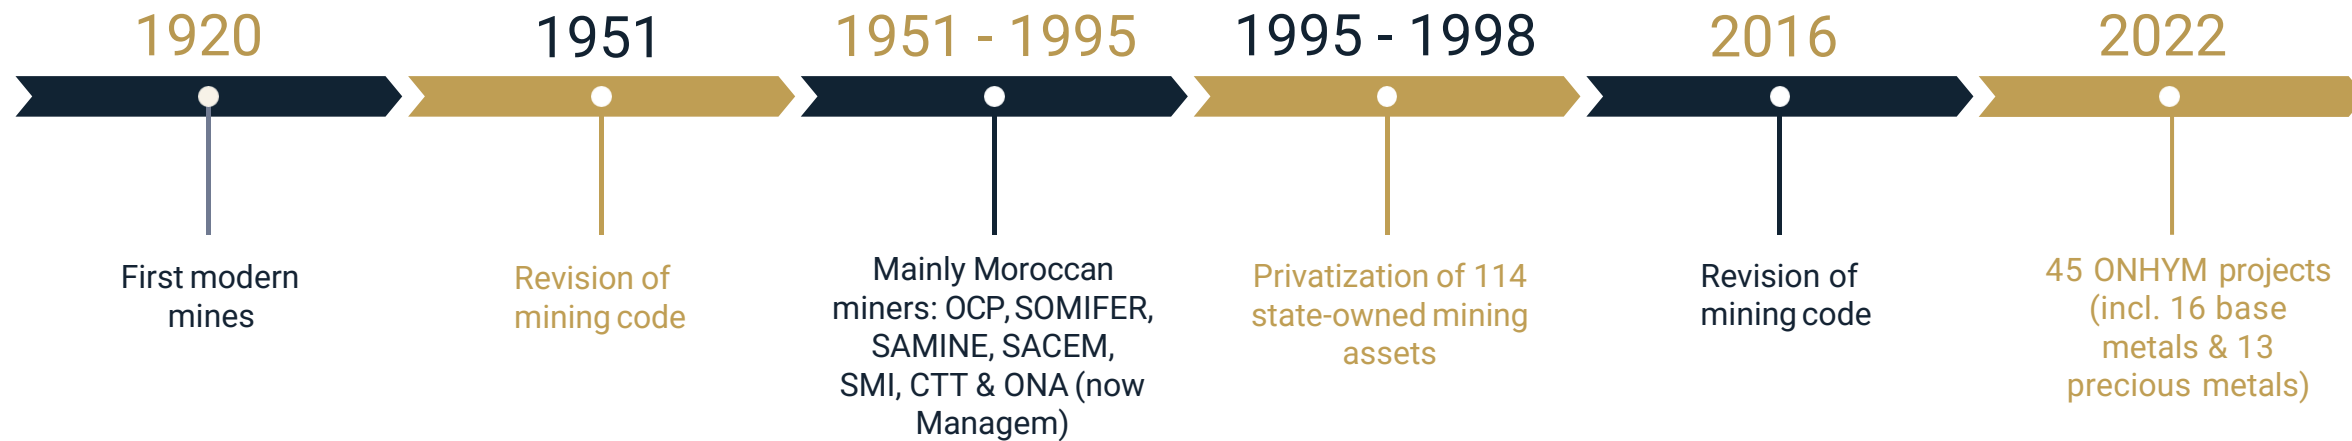 1920
First modern
mines
1951
Revision of
mining code
1951 - 1995
Mainly Moroccan
miners: OCP, SOMIFER,
SAMINE, SACEM,
SMI, CTT & ONA (now
Managem)
1995 - 1998
Privatization of 114
state-owned mining
assets
2016
Revision of
mining code
2022
45 ONHYM projects
(incl. 16 base
metals & 13
precious metals)